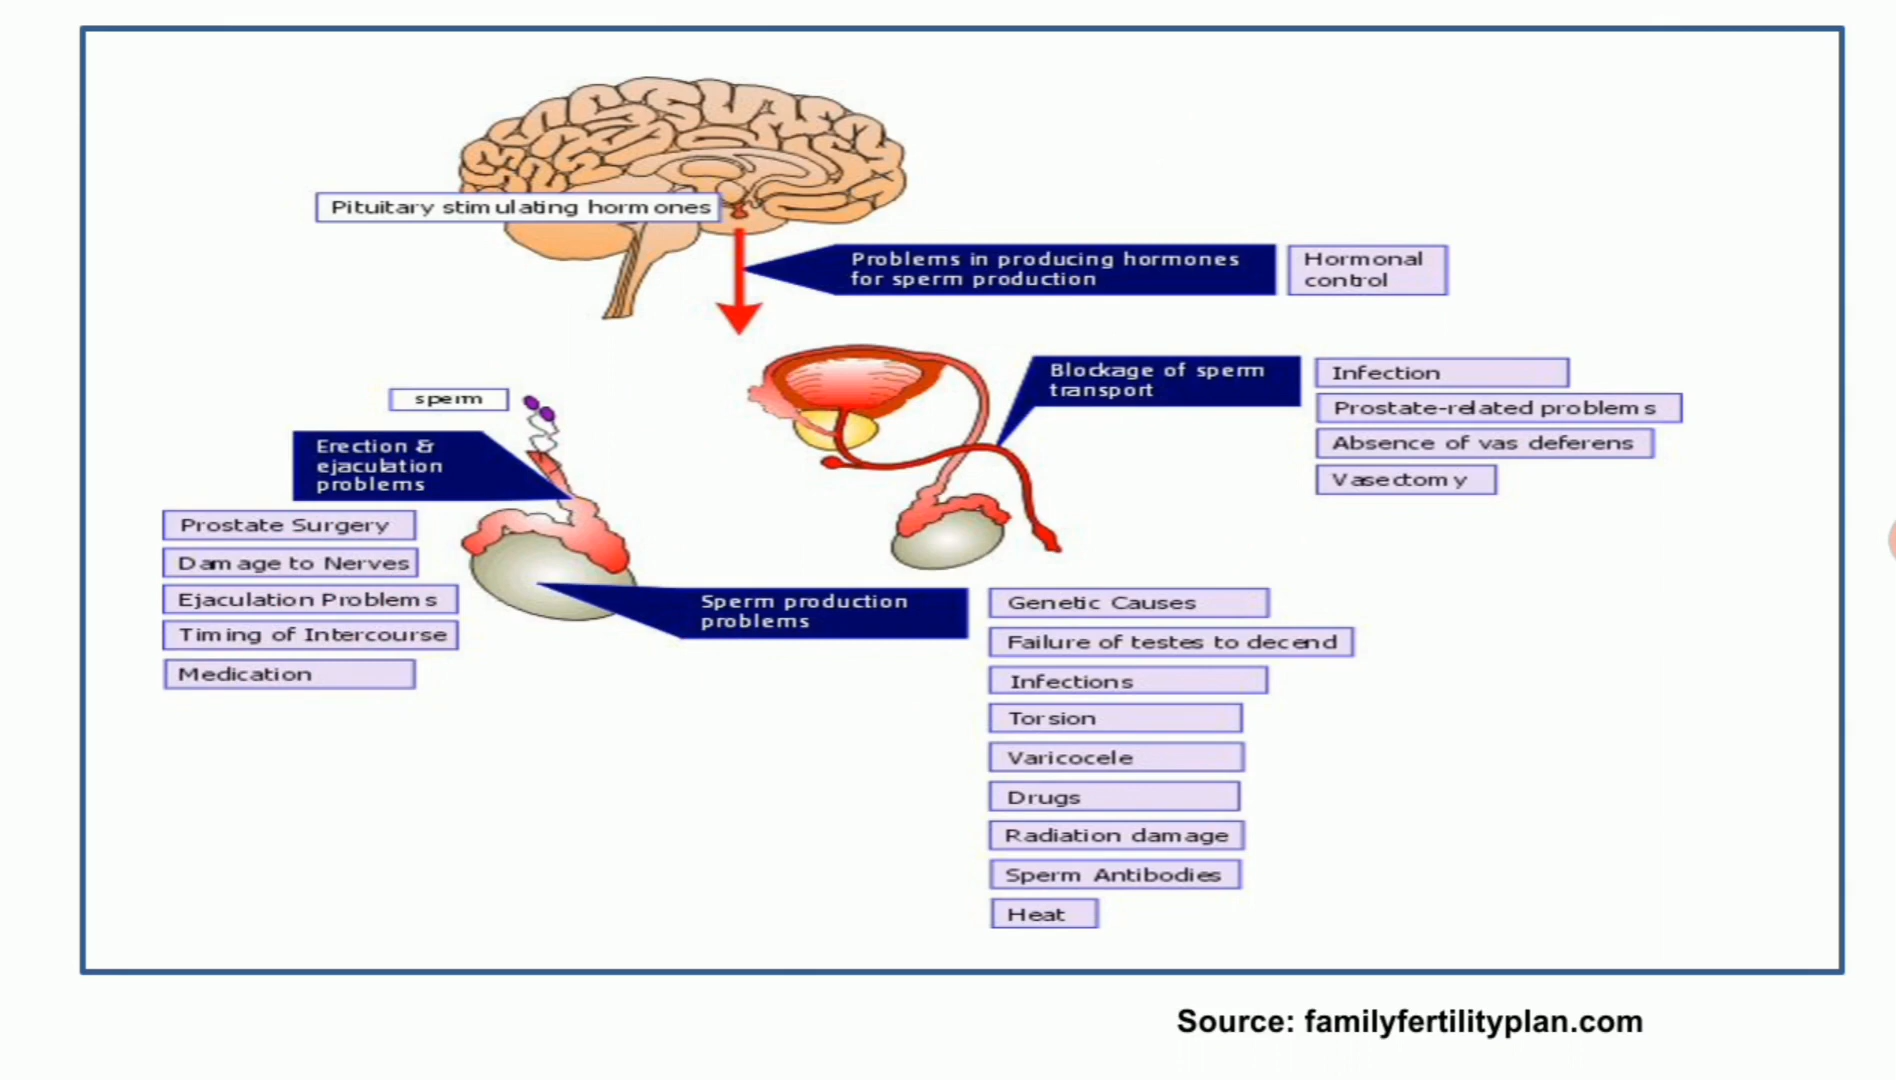 Pituitary stimulating hormones
Problems in producing hormones
for sperm production
Hormonal
control
Blockage of sperm
transport
Infection
Prostate-related problems
Absence of vas deferens
Vasectomy
sperm
Erection &
ejaculation
problems
Prostate Surgery
Damage to Nerves
Ejaculation Problems
Timing of Intercourse
Medication
Sperm production
problems
Genetic Causes
Failure of testes to decend
Infections
Torsion
Varicocele
Drugs
Radiation damage
Sperm Antibodies
Heat
Source: familyfertilityplan.com